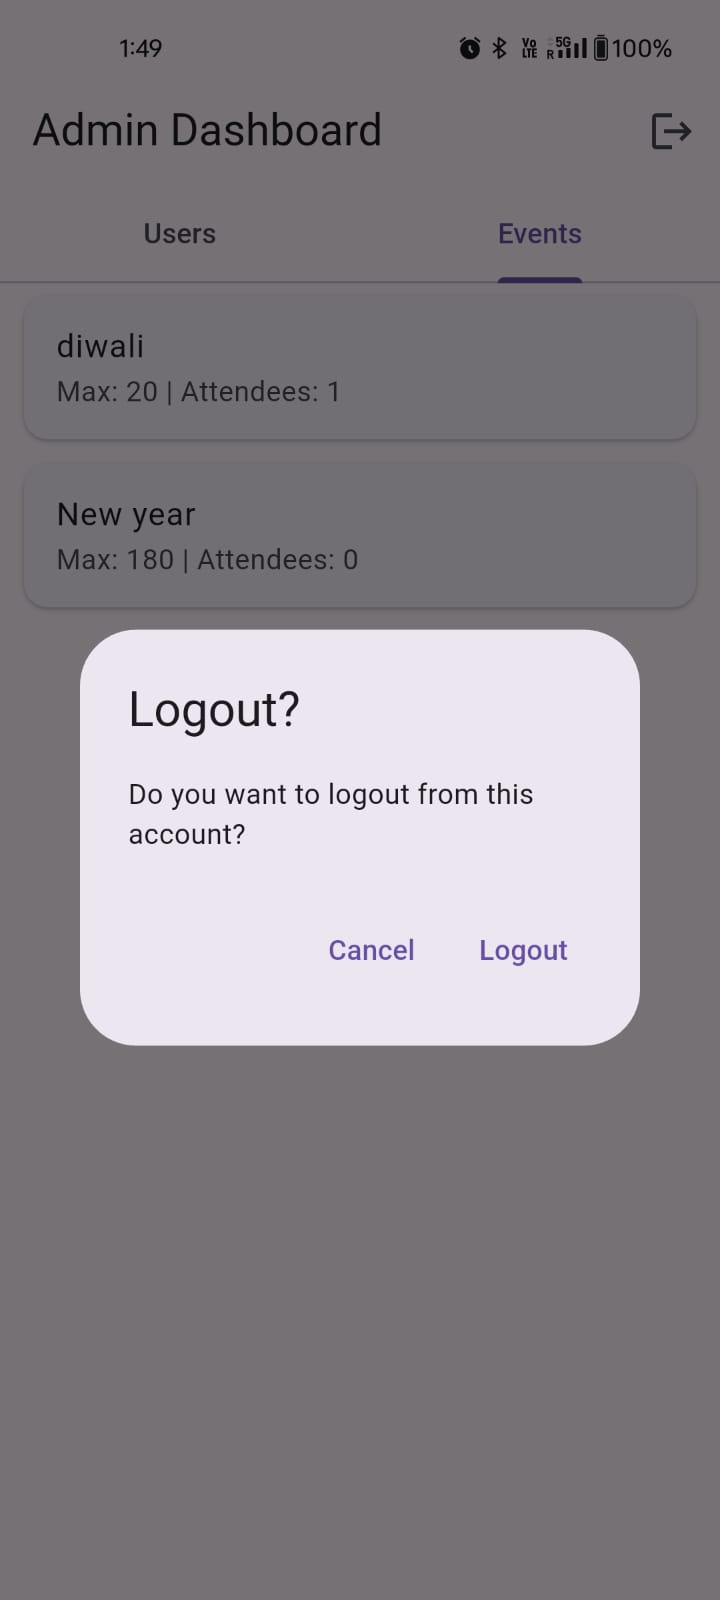 1:49
Vo LTE R 5G 100%
Admin Dashboard
Users
Events
diwali
Max: 20 | Attendees: 1
New year
Max: 180 | Attendees: 0
Logout?
Do you want to logout from this
account?
Cancel
Logout